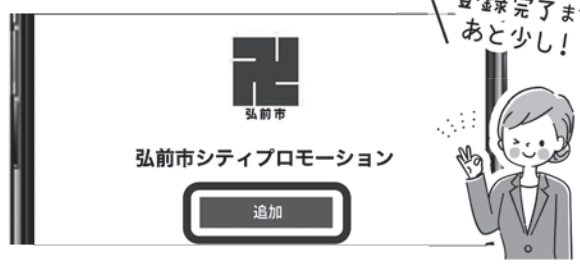 登録完了ま
あと少し！
弘前市
弘前市シティプロモーション
追加